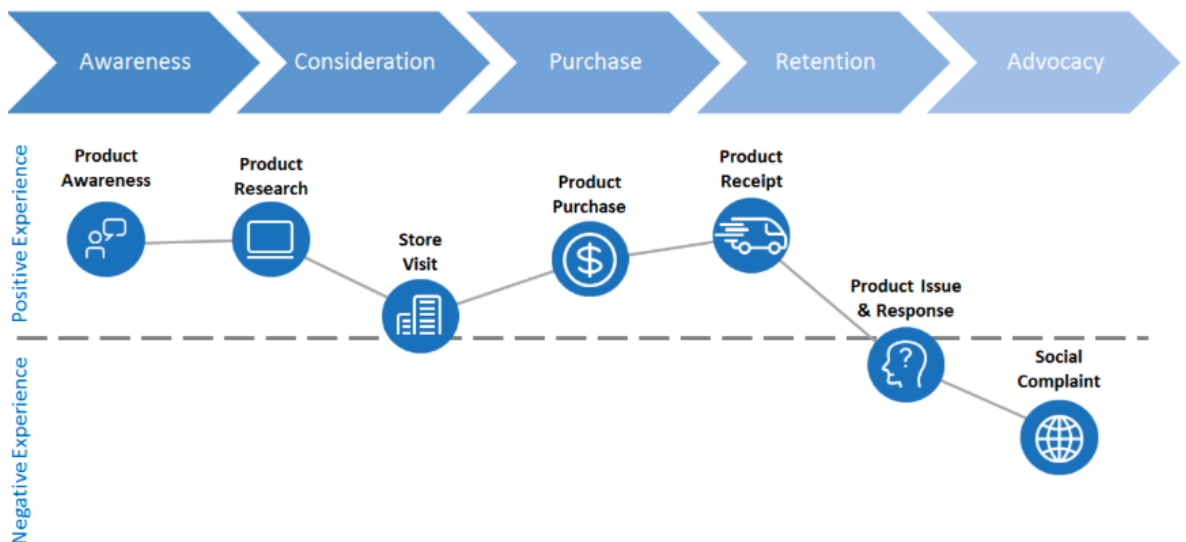 Awareness
Consideration
Purchase
Retention
Advocacy
Positive Experience
Product
Awareness
Product
Research
Store
Visit
Product
Purchase
$
Product
Receipt
Product Issue
& Response
?
Social
Complaint
Negative Experience